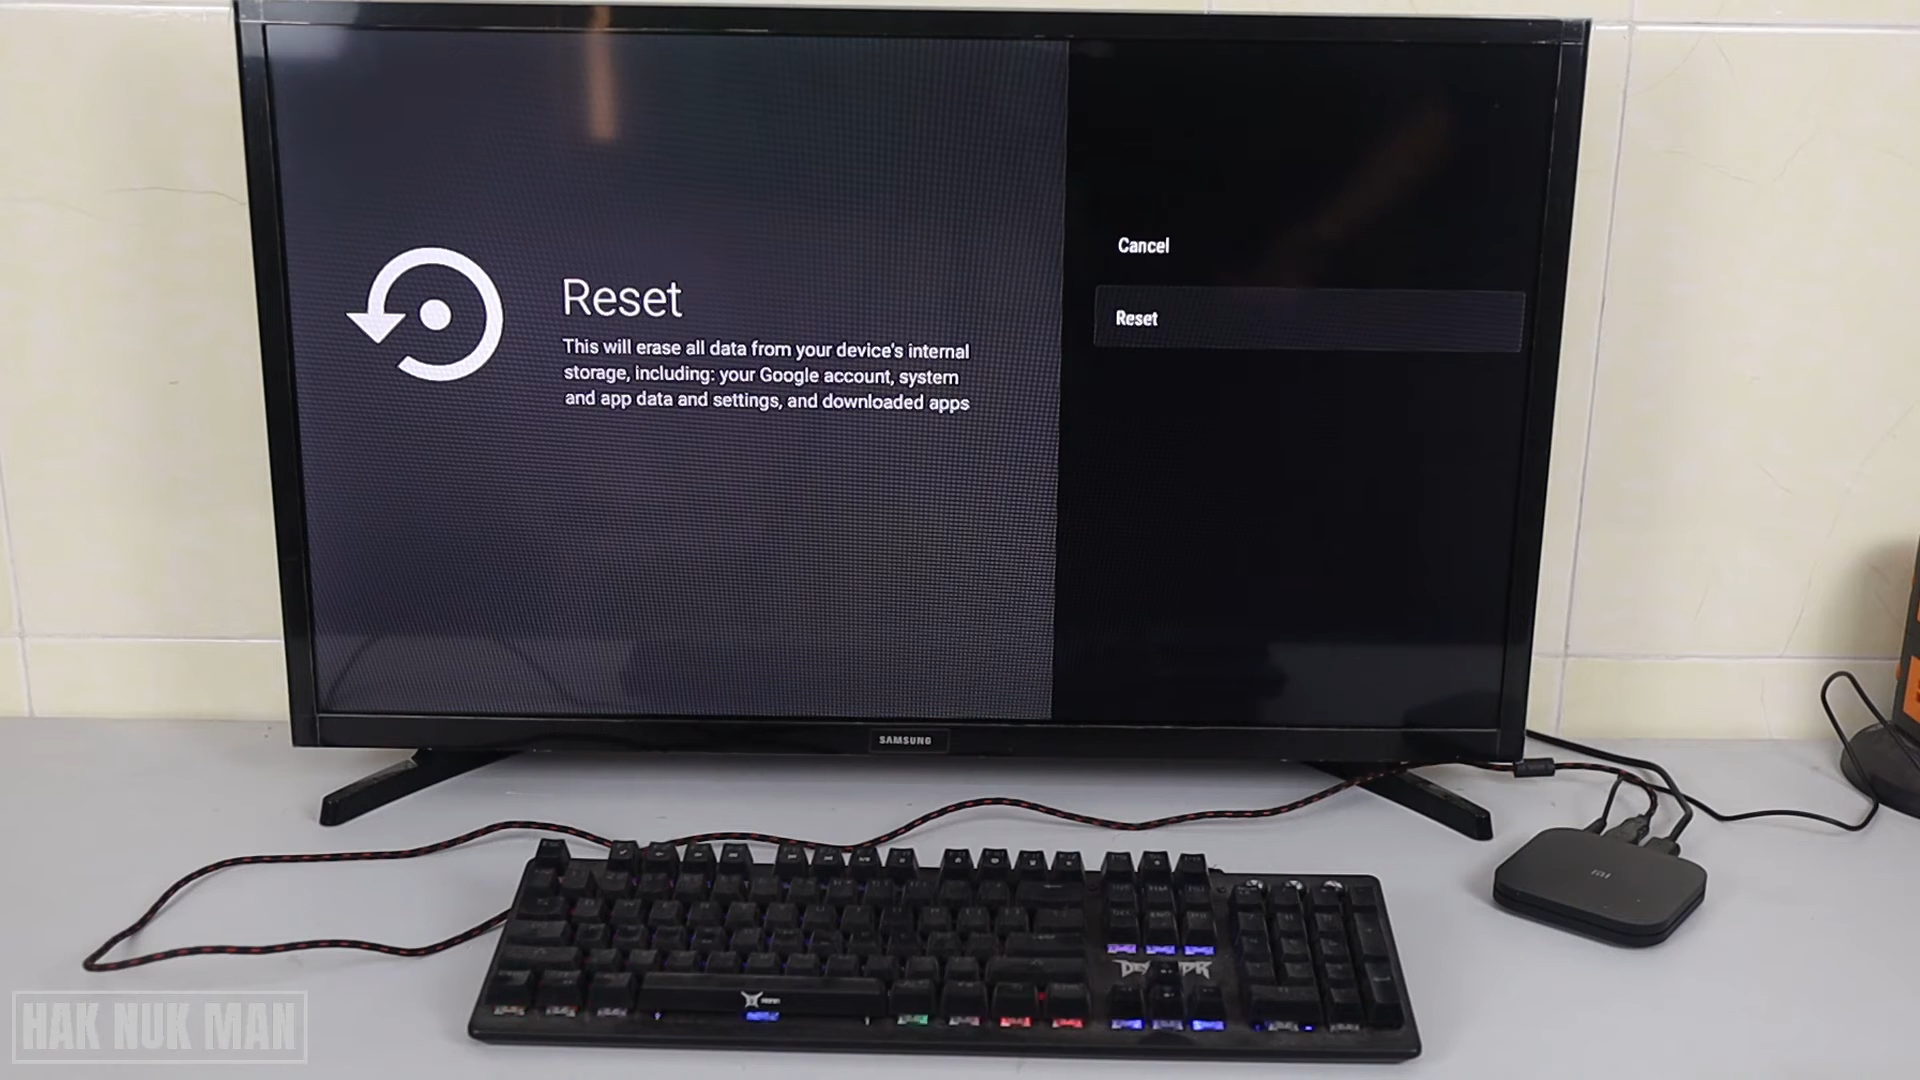 Reset
This will erase all data from your device's internal
storage, including: your Google account, system
and app data and settings, and downloaded apps
Cancel
Reset
SAMSUNG
mi
HAK NUK MAN